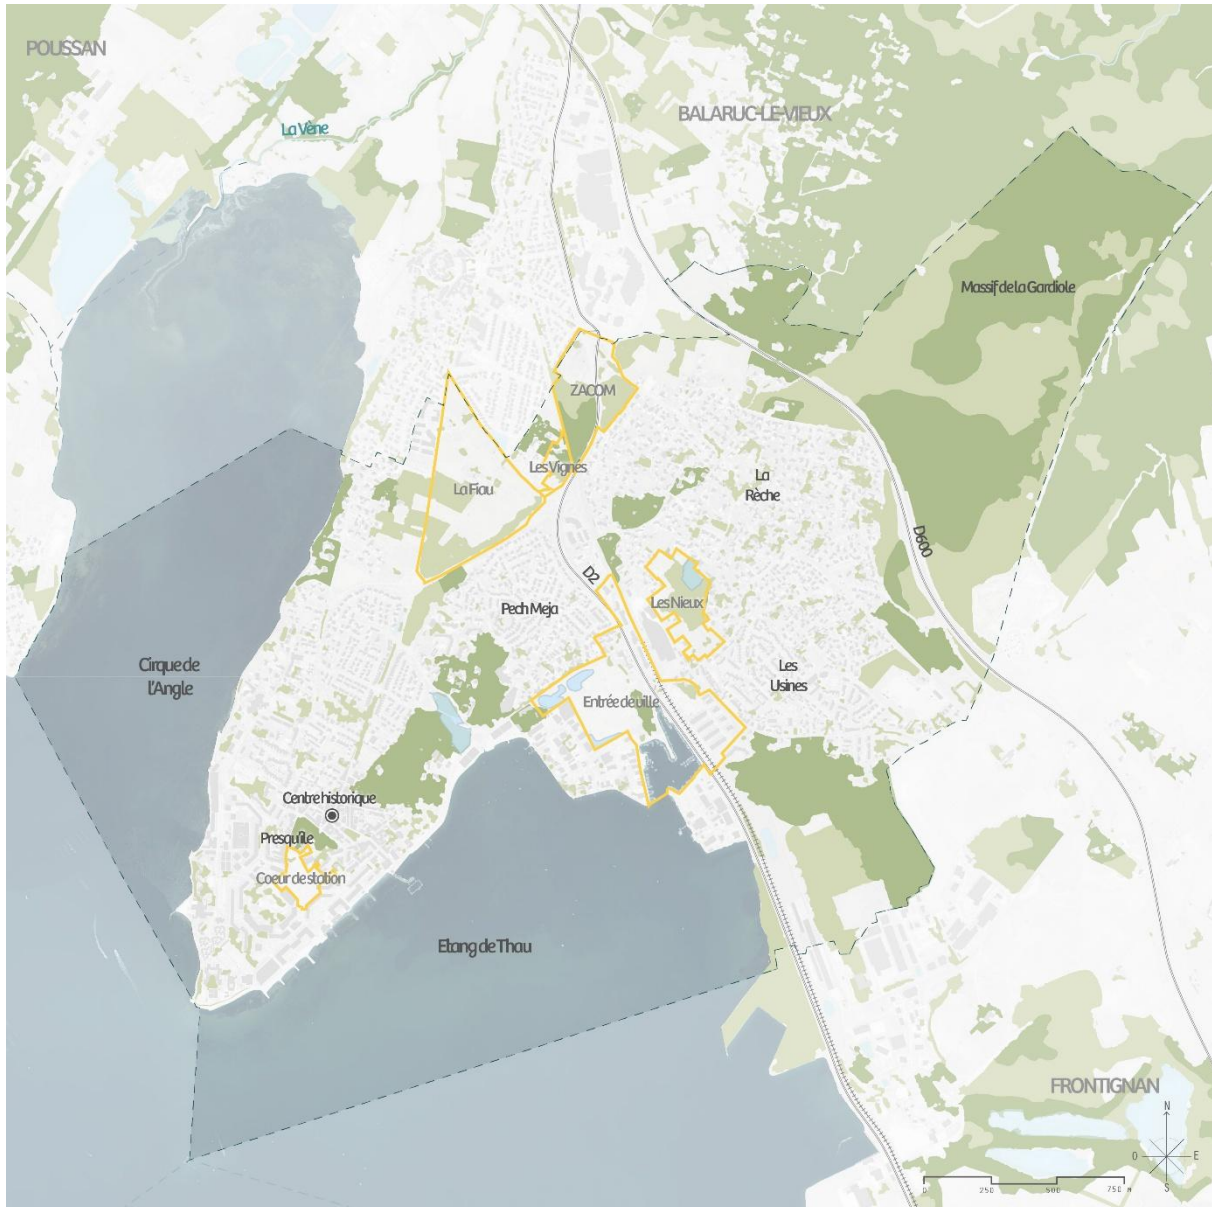 POUSSAN
BALARUC-LE-VIEUX
La Vène
Massif de la Gardiole
ZACOM
Les Vignés
La Fiau
La
Rèche
D600
D2
Pech Meja
Les Nieux
Cirque de
l'Angle
Les
Usines
Entrée de ville
Centre historique
Presqu'île
Coeur de station
Etang de Thau
FRONTIGNAN
N
O
E
S
0
250
500
750 M